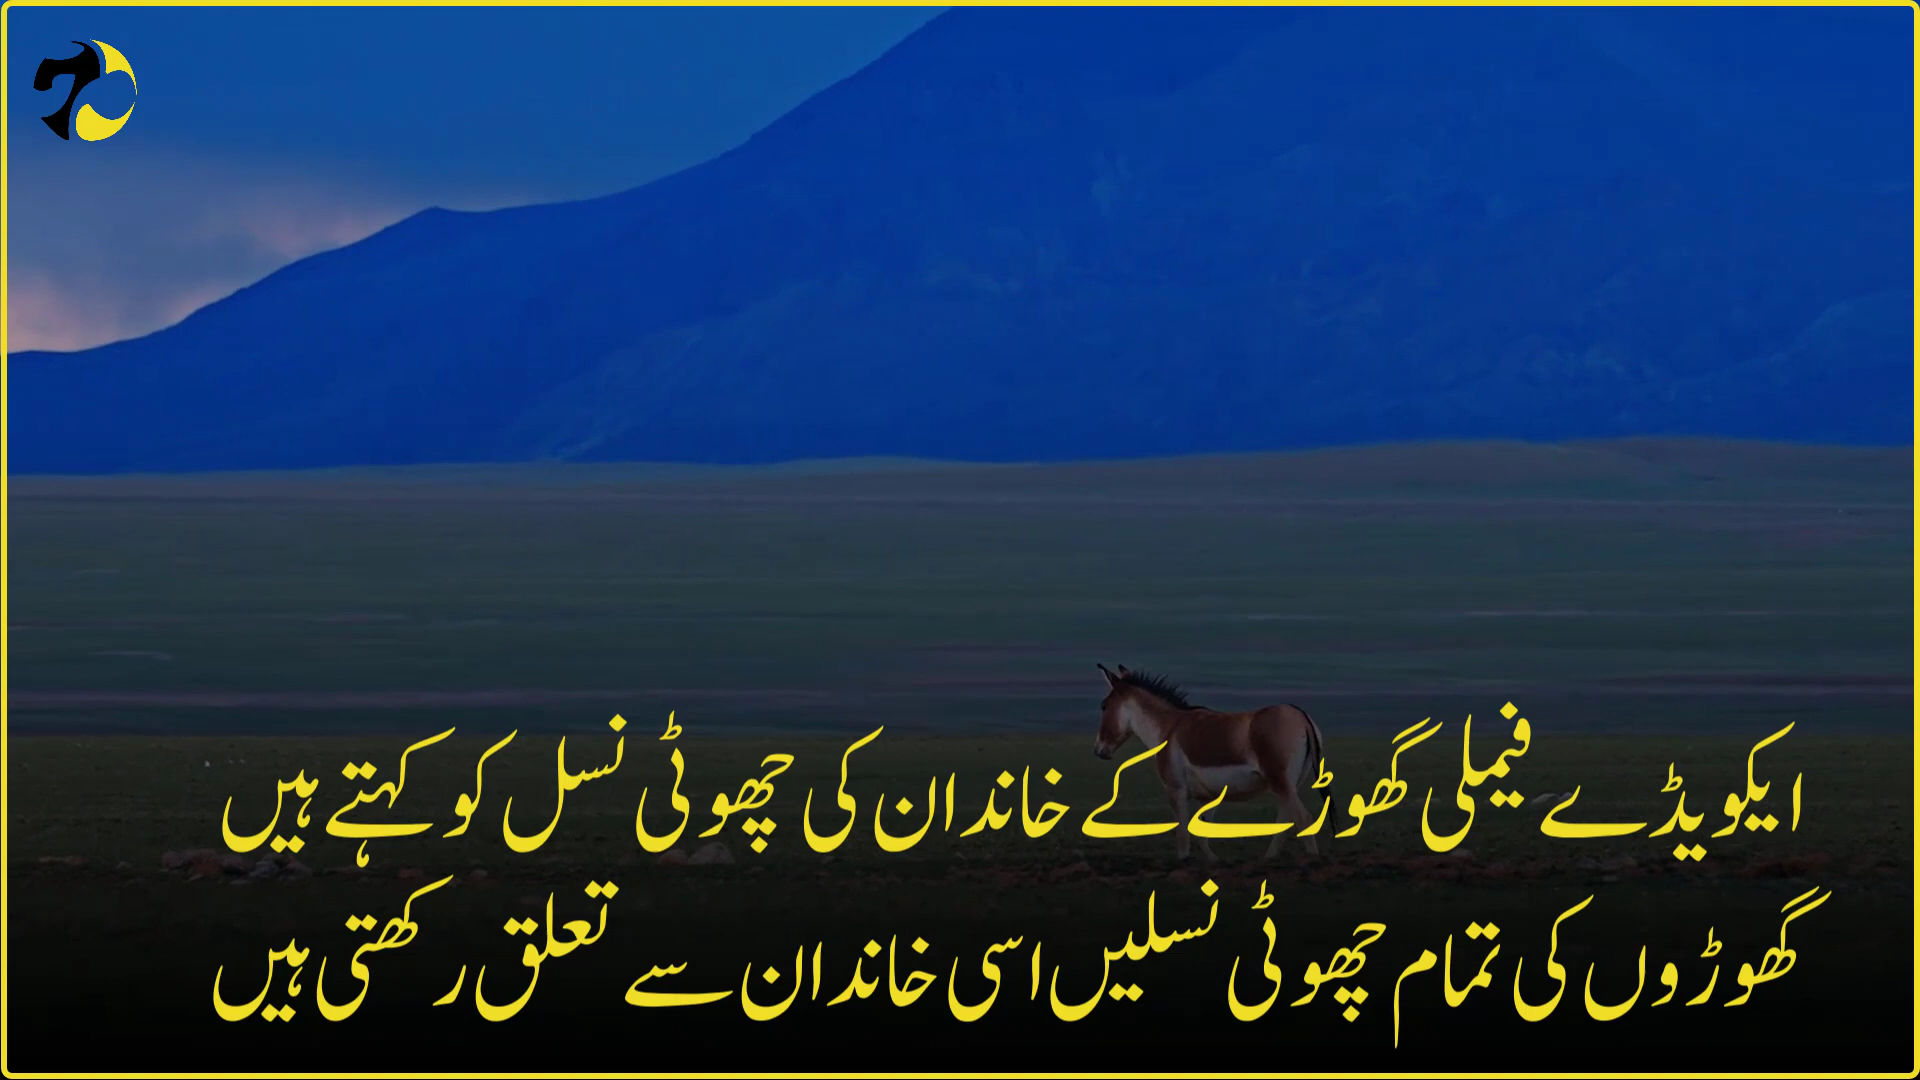 ایکویڈے فیملی گھوڑے کے خاندان کی چھوٹی نسل کو کہتے ہیں
گھوڑوں کی تمام چھوٹی نسلیں اسی خاندان سے تعلق رکھتی ہیں